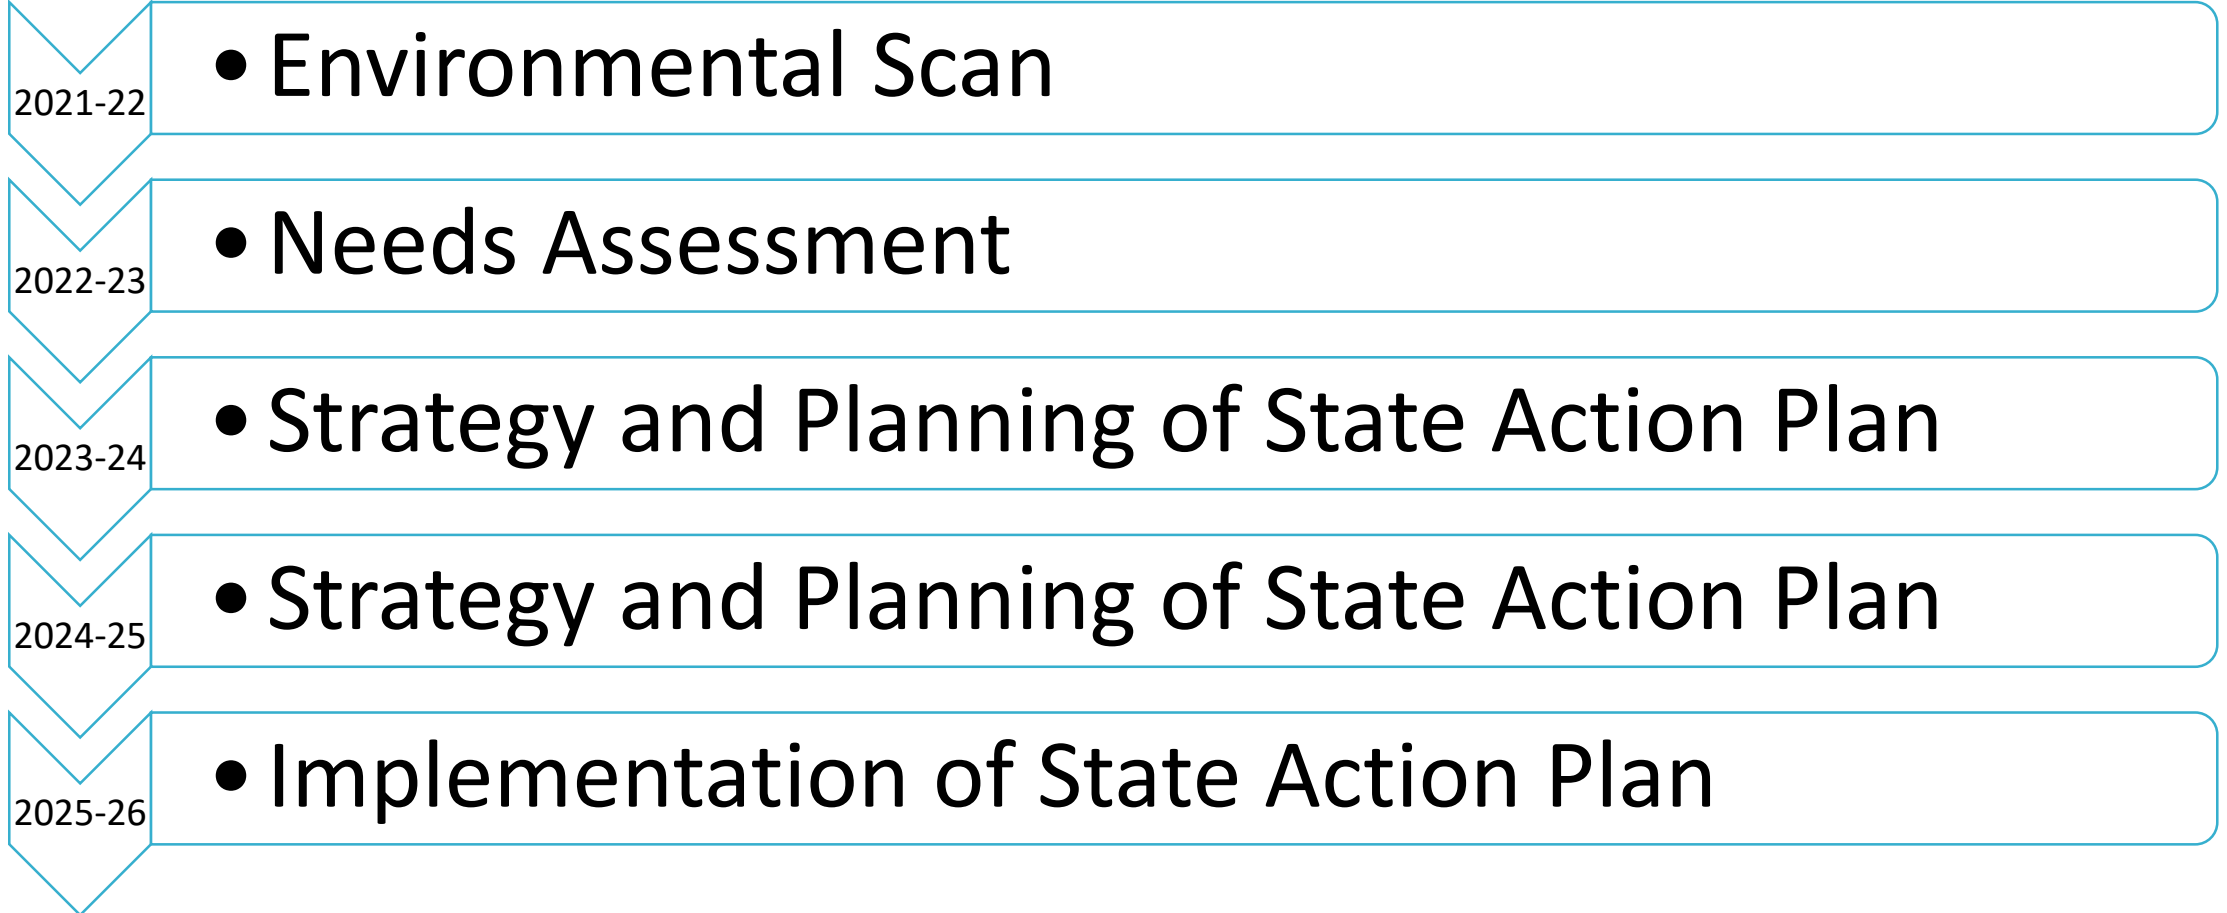 2021-22
• Environmental Scan
2022-23
• Needs Assessment
2023-24
• Strategy and Planning of State Action Plan
2024-25
• Strategy and Planning of State Action Plan
2025-26
• Implementation of State Action Plan